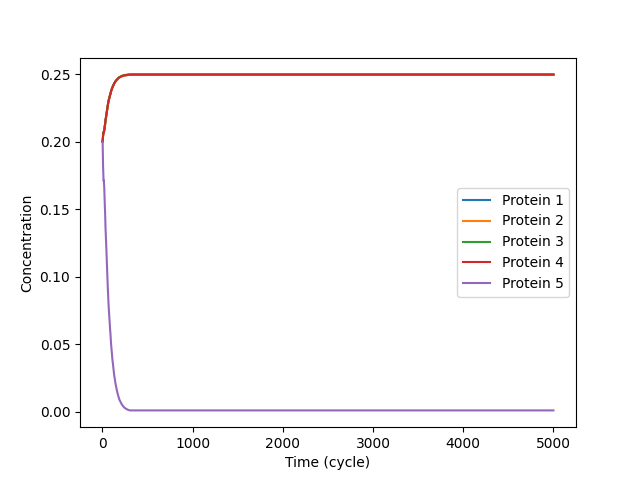 0.25
0.20
0.15
0.10
0.05
0.00
Concentration
Protein 1
Protein 2
Protein 3
Protein 4
Protein 5
0 1000 2000 3000 4000 5000
Time (cycle)